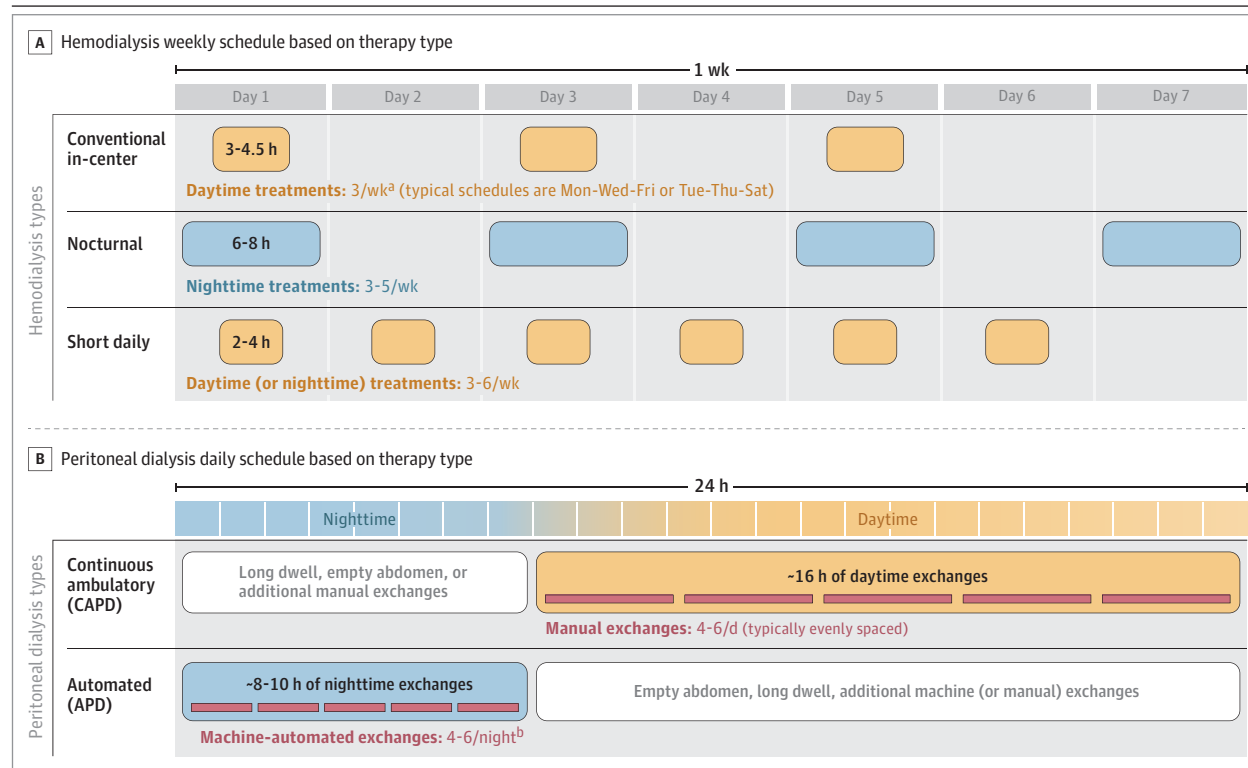 A Hemodialysis weekly schedule based on therapy type
1 wk
Day 1 Day 2 Day 3 Day 4 Day 5 Day 6 Day 7
Hemodialysis types
Conventional
in-center
3-4.5 h
Daytime treatments: 3/wkᵃ (typical schedules are Mon-Wed-Fri or Tue-Thu-Sat)
Nocturnal
6-8 h
Nighttime treatments: 3-5/wk
Short daily
2-4 h
Daytime (or nighttime) treatments: 3-6/wk
B Peritoneal dialysis daily schedule based on therapy type
24 h
Nighttime Daytime
Peritoneal dialysis types
Continuous
ambulatory
(CAPD)
Long dwell, empty abdomen, or
additional manual exchanges
~16 h of daytime exchanges
Manual exchanges: 4-6/d (typically evenly spaced)
Automated
(APD)
~8-10 h of nighttime exchanges
Empty abdomen, long dwell, additional machine (or manual) exchanges
Machine-automated exchanges: 4-6/nightᵇ